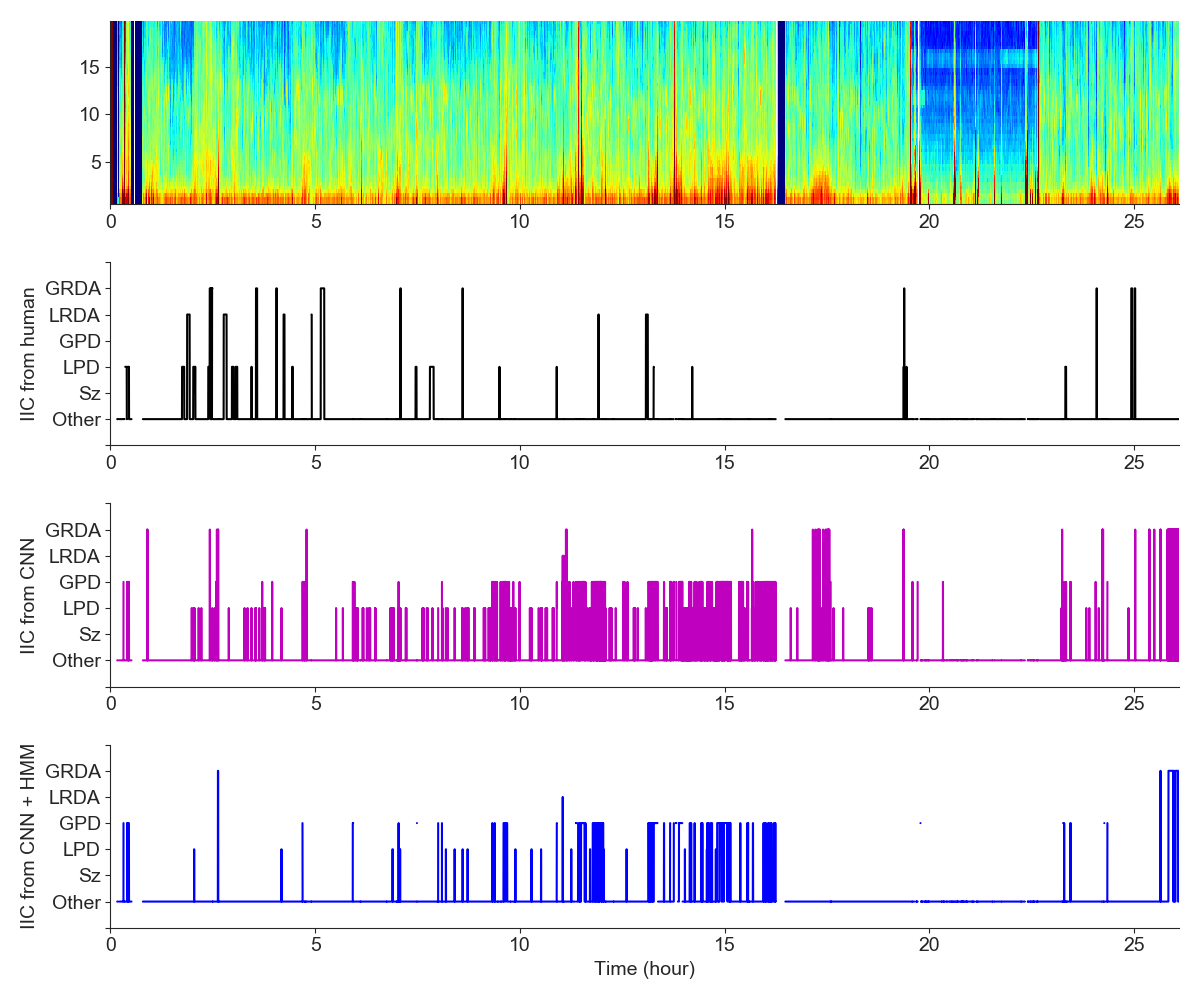 15
10
5
0 5 10 15 20 25
IIC from human
GRDA
LRDA
GPD
LPD
Sz
Other
0 5 10 15 20 25
IIC from CNN
GRDA
LRDA
GPD
LPD
Sz
Other
0 5 10 15 20 25
IIC from CNN + HMM
GRDA
LRDA
GPD
LPD
Sz
Other
0 5 10 15 20 25
Time (hour)